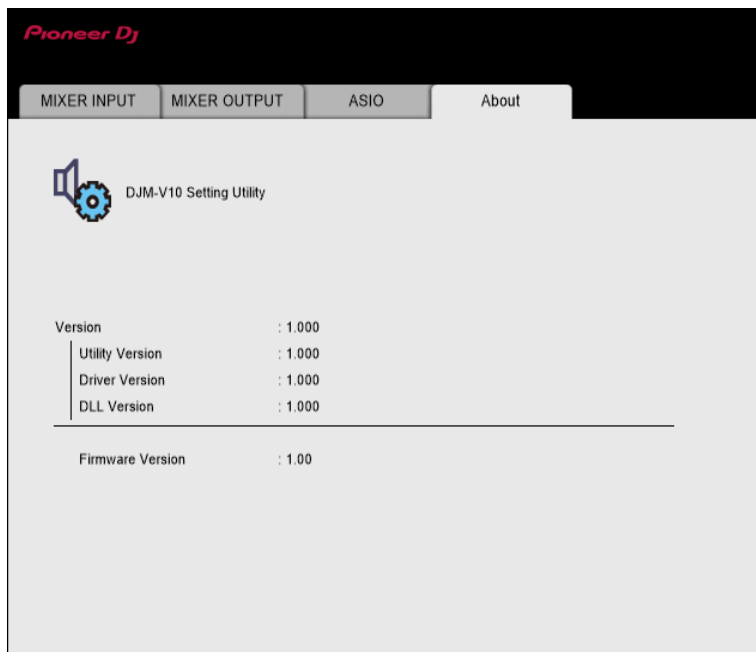 Pioneer Dj
MIXER INPUT MIXER OUTPUT ASIO About
DJM-V10 Setting Utility
Version : 1.000
Utility Version : 1.000
Driver Version : 1.000
DLL Version : 1.000
Firmware Version : 1.00